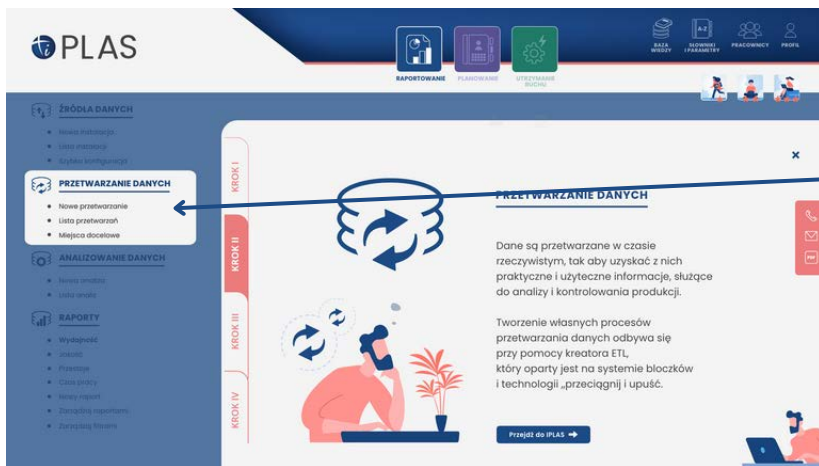 iPLAS
RAPORTOWANIE
PLANOWANIE
UTRZYMANIE
RUCHU
BAZA
WIEDZY
A-Z
SŁOWNIKI
I PARAMETRY
PRACOWNICY
PROFIL
ŹRÓDŁA DANYCH
Nowa instalacja
Lista instalacji
Szybka konfiguracja
PRZETWARZANIE DANYCH
Nowe przetwarzanie
Lista przetwarzań
Miejsca docelowe
ANALIZOWANIE DANYCH
Nowa analiza
Lista analiz
RAPORTY
Wydajność
Jakość
Przestoje
Czas pracy
Nowy raport
Zarządzaj raportami
Zarządzaj filtrami
KROK I
KROK II
KROK III
KROK IV
×
PRZETWARZANIE DANYCH
Dane są przetwarzane w czasie
rzeczywistym, tak aby uzyskać z nich
praktyczne i użyteczne informacje, służące
do analizy i kontrolowania produkcji.
Tworzenie własnych procesów
przetwarzania danych odbywa się
przy pomocy kreatora ETL,
który oparty jest na systemie bloczków
i technologii „przeciągnij i upuść.
Przejdź do IPLAS
PDF